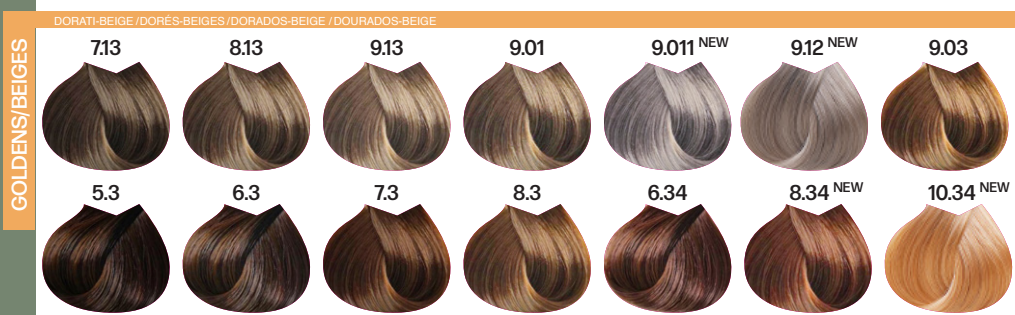 DORATI-BEIGE / DORÉS-BEIGES / DORADOS-BEIGE / DOURADOS-BEIGE
GOLDENS/BEIGES
7.13 8.13 9.13 9.01 9.011 NEW 9.12 NEW 9.03
5.3 6.3 7.3 8.3 6.34 8.34 NEW 10.34 NEW